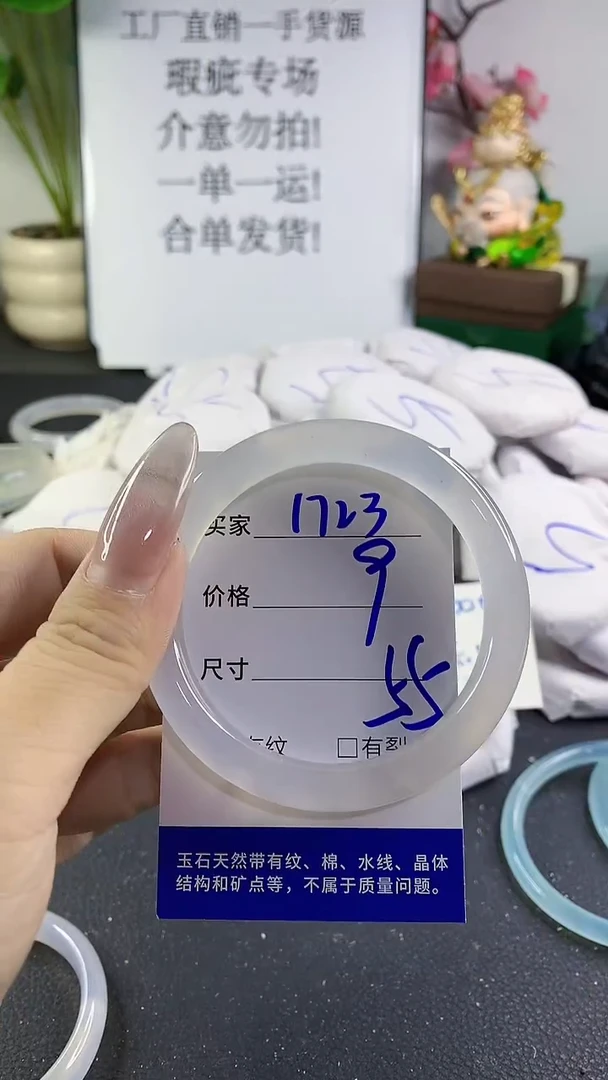 工厂直销一手货源
瑕疵专场
介意勿拍!
一单一运!
合单发货!
买家 1723
价格 9
尺寸 55
纹 □有裂
玉石天然带有纹、棉、水线、晶体
结构和矿点等，不属于质量问题。